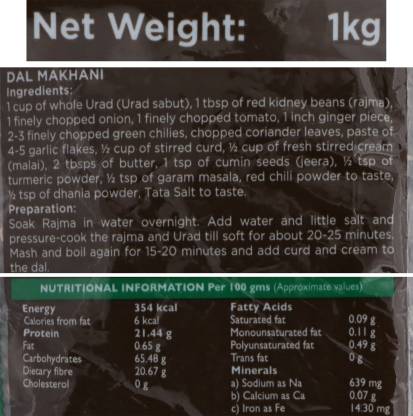 Net Weight: 1kg
DAL MAKHANI
Ingredients:
1 cup of whole Urad (Urad sabut), 1 tbsp of red kidney beans (rajma),
1 finely chopped onion, 1 finely chopped tomato, 1 inch ginger piece,
2-3 finely chopped green chilies, chopped coriander leaves, paste of
4-5 garlic flakes, ½ cup of stirred curd, ½ cup of fresh stirred cream
(malai), 2 tbsps of butter, 1 tsp of cumin seeds (jeera), ½ tsp of
turmeric powder, ½ tsp of garam masala, red chili powder to taste,
½ tsp of dhania powder, Tata Salt to taste.
Preparation:
Soak Rajma in water overnight. Add water and little salt and
pressure-cook the rajma and Urad till soft for about 20-25 minutes.
Mash and boil again for 15-20 minutes and add curd and cream to
the dal.
NUTRITIONAL INFORMATION Per 100 gms (Approximate values)
Energy 354 kcal
Calories from fat 6 kcal
Protein 21.44 g
Fat 0.65 g
Carbohydrates 65.48 g
Dietary fibre 20.67 g
Cholesterol 0 g
Fatty Acids
Saturated fat 0.09 g
Monounsaturated fat 0.11 g
Polyunsaturated fat 0.49 g
Trans fat 0 g
Minerals
a) Sodium as Na 639 mg
b) Calcium as Ca 0.07 g
c) Iron as Fe 14.30 mg